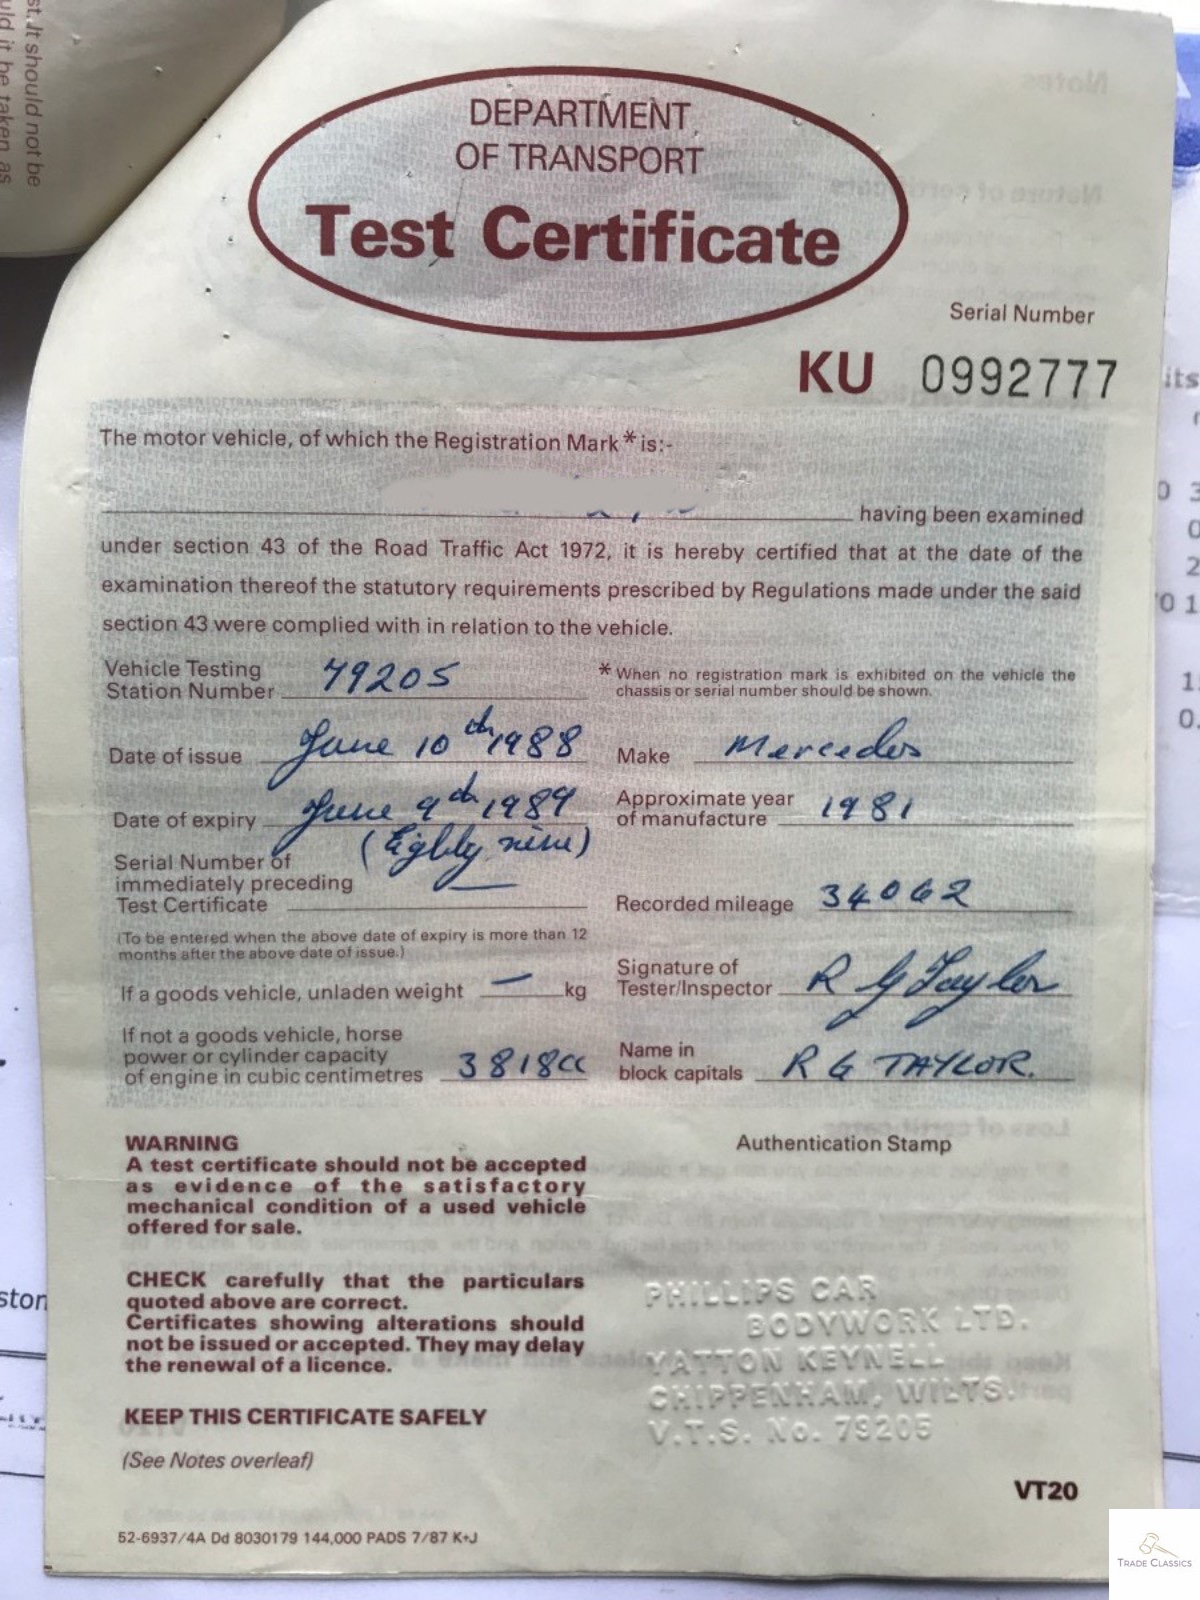 st. It should not be
uld it be taken as
DEPARTMENT
OF TRANSPORT
Test Certificate
Serial Number
KU 0992777
The motor vehicle, of which the Registration Mark * is:-
having been examined
under section 43 of the Road Traffic Act 1972, it is hereby certified that at the date of the
examination thereof the statutory requirements prescribed by Regulations made under the said
section 43 were complied with in relation to the vehicle.
Vehicle Testing
Station Number 79205
* When no registration mark is exhibited on the vehicle the
chassis or serial number should be shown.
Date of issue June 10th 1988
Make Mercedes
Date of expiry June 9th 1989
(Eighty nine)
Approximate year
of manufacture 1981
Serial Number of
immediately preceding
Test Certificate —
Recorded mileage 34062
(To be entered when the above date of expiry is more than 12
months after the above date of issue.)
If a goods vehicle, unladen weight — kg
Signature of
Tester/Inspector R G Taylor
If not a goods vehicle, horse
power or cylinder capacity
of engine in cubic centimetres 3818cc
Name in
block capitals R G TAYLOR.
WARNING
A test certificate should not be accepted
as evidence of the satisfactory
mechanical condition of a used vehicle
offered for sale.
CHECK carefully that the particulars
quoted above are correct.
Certificates showing alterations should
not be issued or accepted. They may delay
the renewal of a licence.
KEEP THIS CERTIFICATE SAFELY
(See Notes overleaf)
Authentication Stamp
PHILLIPS CAR
BODYWORK LTD.
YATTON KEYNELL
CHIPPENHAM, WILTS.
V.T.S. No. 79205
VT20
52-6937/4A Dd 8030179 144,000 PADS 7/87 K+J
TRADE CLASSICS